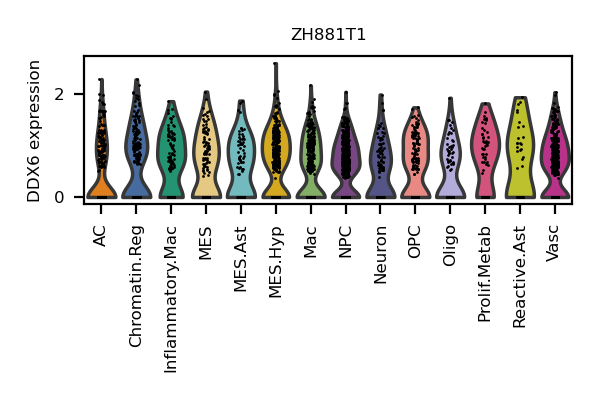 ZH881T1
DDX6 expression
2
0
AC
Chromatin.Reg
Inflammatory.Mac
MES
MES.Ast
MES.Hyp
Mac
NPC
Neuron
OPC
Oligo
Prolif.Metab
Reactive.Ast
Vasc